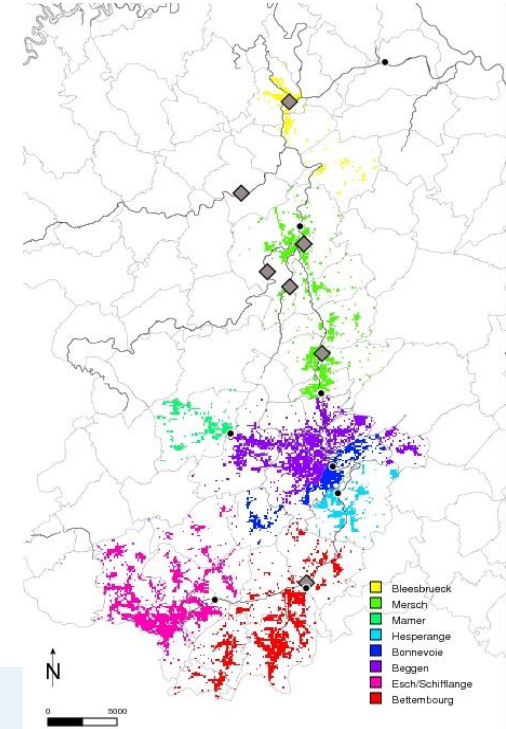 Bleesbrueck
Mersch
Mamer
Hesperange
Bonnevoie
Beggen
Esch/Schifflange
Bettembourg
N
0 5000